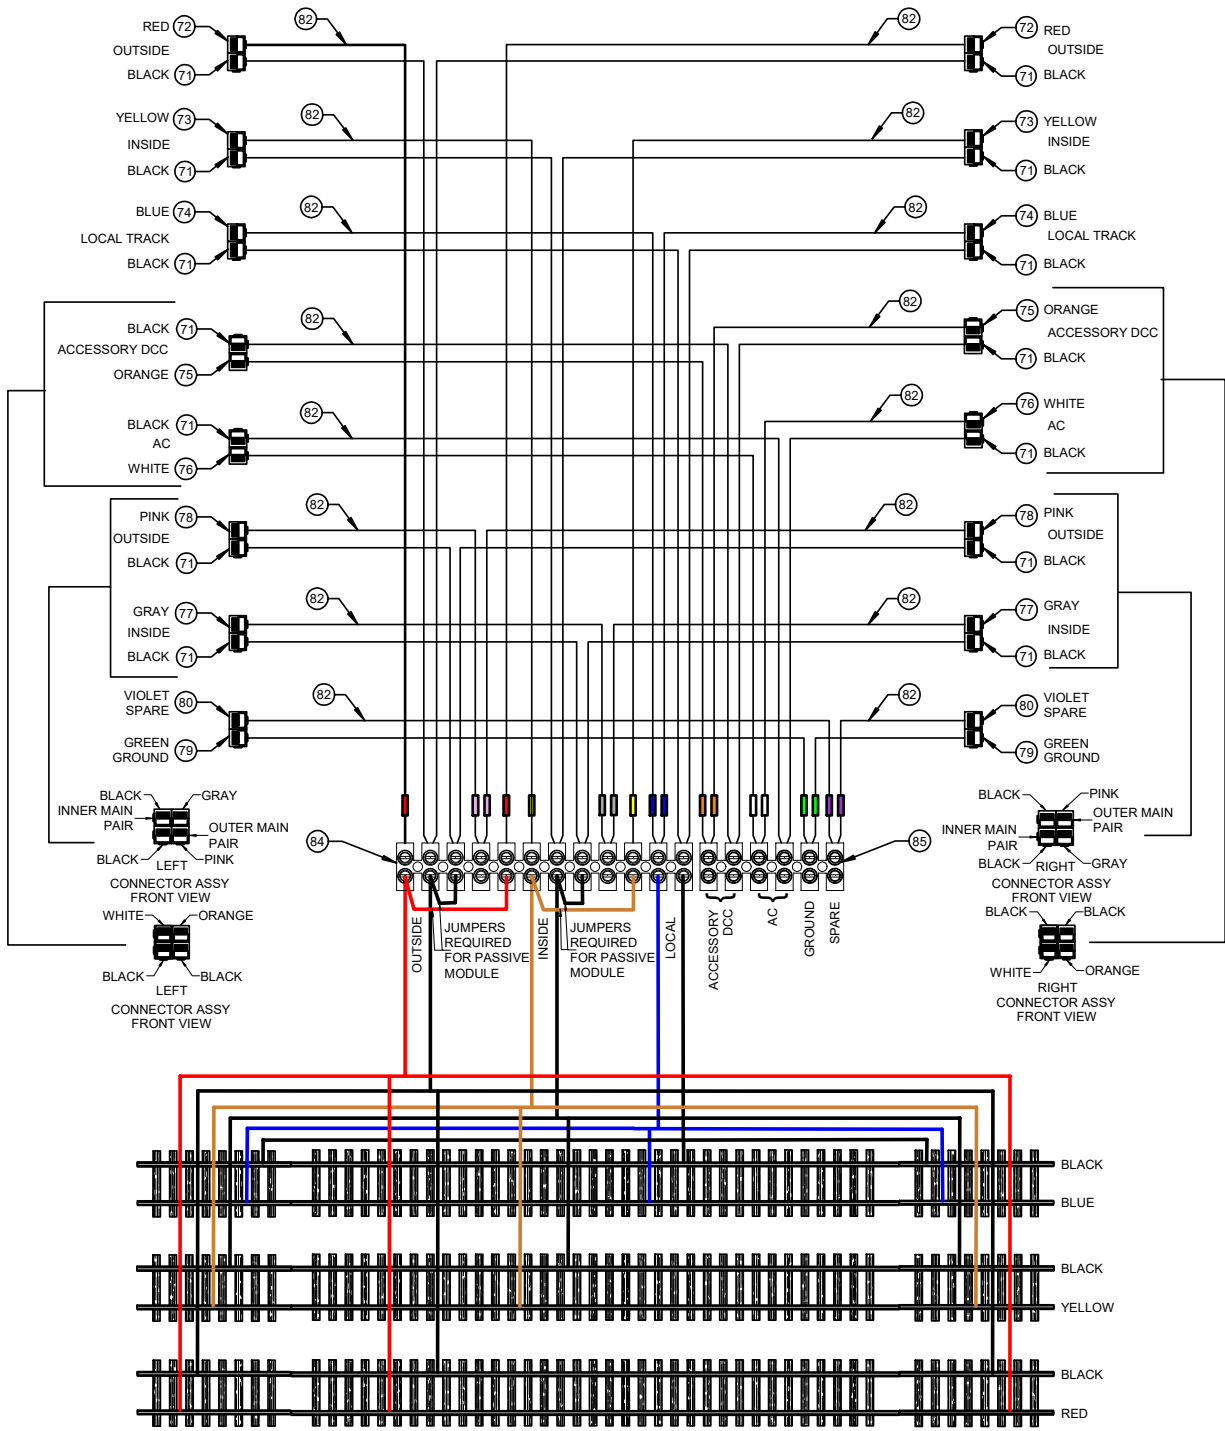 RED 72
OUTSIDE
BLACK 71
82
82
72 RED
OUTSIDE
71 BLACK
YELLOW 73
INSIDE
BLACK 71
82
82
73 YELLOW
INSIDE
71 BLACK
BLUE 74
LOCAL TRACK
BLACK 71
82
82
74 BLUE
LOCAL TRACK
71 BLACK
BLACK 71
ACCESSORY DCC
ORANGE 75
82
82
75 ORANGE
ACCESSORY DCC
71 BLACK
BLACK 71
AC
WHITE 76
82
82
76 WHITE
AC
71 BLACK
PINK 78
OUTSIDE
BLACK 71
82
82
78 PINK
OUTSIDE
71 BLACK
GRAY 77
INSIDE
BLACK 71
82
82
77 GRAY
INSIDE
71 BLACK
VIOLET 80
SPARE
GREEN 79
GROUND
82
82
80 VIOLET
SPARE
79 GREEN
GROUND
BLACK GRAY
INNER MAIN
PAIR
OUTER MAIN
PAIR
BLACK PINK
LEFT
CONNECTOR ASSY
FRONT VIEW
WHITE ORANGE
BLACK BLACK
LEFT
CONNECTOR ASSY
FRONT VIEW
84
85
OUTSIDE
JUMPERS
REQUIRED
FOR PASSIVE
MODULE
INSIDE
JUMPERS
REQUIRED
FOR PASSIVE
MODULE
LOCAL
ACCESSORY
DCC
AC
GROUND
SPARE
BLACK PINK
OUTER MAIN
PAIR
INNER MAIN
PAIR
BLACK GRAY
RIGHT
CONNECTOR ASSY
FRONT VIEW
BLACK BLACK
WHITE ORANGE
RIGHT
CONNECTOR ASSY
FRONT VIEW
BLACK
BLUE
BLACK
YELLOW
BLACK
RED